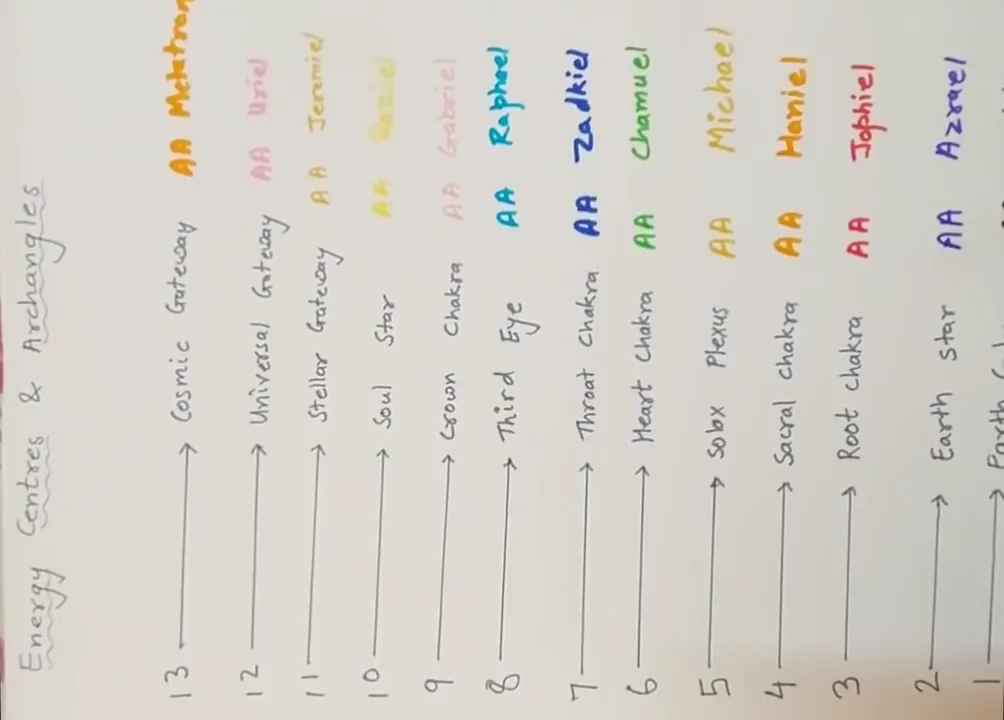 Energy Centres & Archangles
13 → Cosmic Gateway AA Metatron
12 → Universal Gateway AA Uriel
11 → Stellar Gateway AA Jeremiel
10 → Soul Star AA
9 → Crown Chakra AA Gabriel
8 → Third Eye AA Raphael
7 → Throat Chakra AA Zadkiel
6 → Heart Chakra AA Chamuel
5 → Solax Plexus AA Michael
4 → Sacral Chakra AA Haniel
3 → Root chakra AA Jophiel
2 → Earth star AA Azrael
1 → Earth